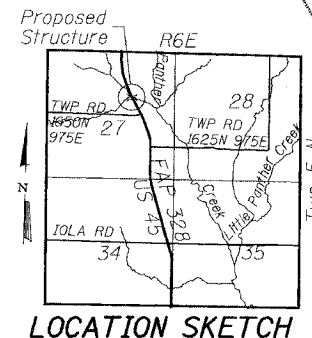 Proposed
Structure
R6E
Panther
TWP RD
1950N
975E
27
28
TWP RD
1625N 975E
Creek
Little Panther Creek
N
FAP 328
US 45
IOLA RD
34
35
LOCATION SKETCH